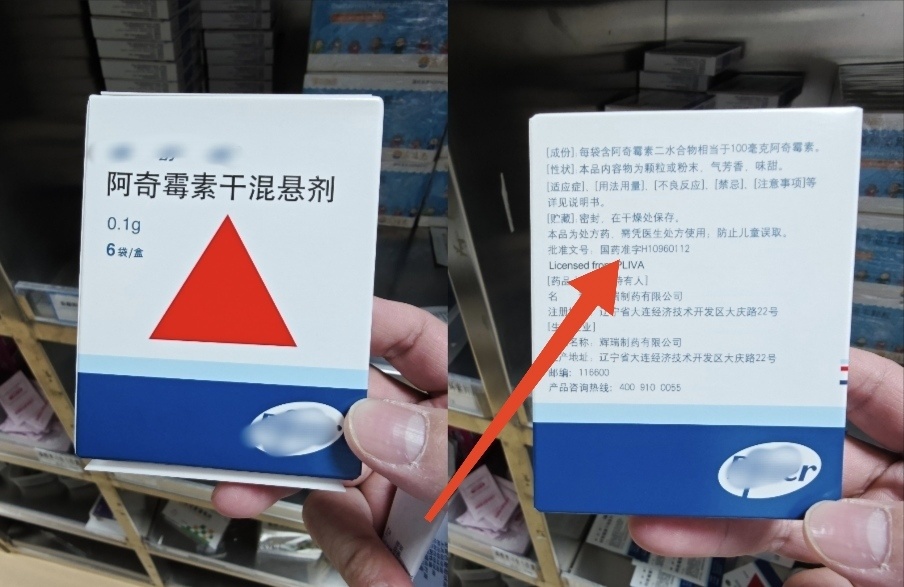 阿奇霉素干混悬剂
0.1g
6袋/盒
[成份] 每袋含阿奇霉素二水合物相当于100毫克阿奇霉素。
[性状] 本品内容物为颗粒或粉末，气芳香，味甜。
[适应症]、[用法用量]、[不良反应]、[禁忌]、[注意事项]等
详见说明书。
[贮藏] 密封，在干燥处保存。
本品为处方药，需凭医生处方使用；防止儿童误取。
批准文号：国药准字H10960112
Licensed from PLIVA
[药品 持有人]
名 瑞制药有限公司
注册 辽宁省大连经济技术开发区大庆路22号
[生 业]
名称：辉瑞制药有限公司
产地址：辽宁省大连经济技术开发区大庆路22号
邮编：116600
产品咨询热线：400 910 0055